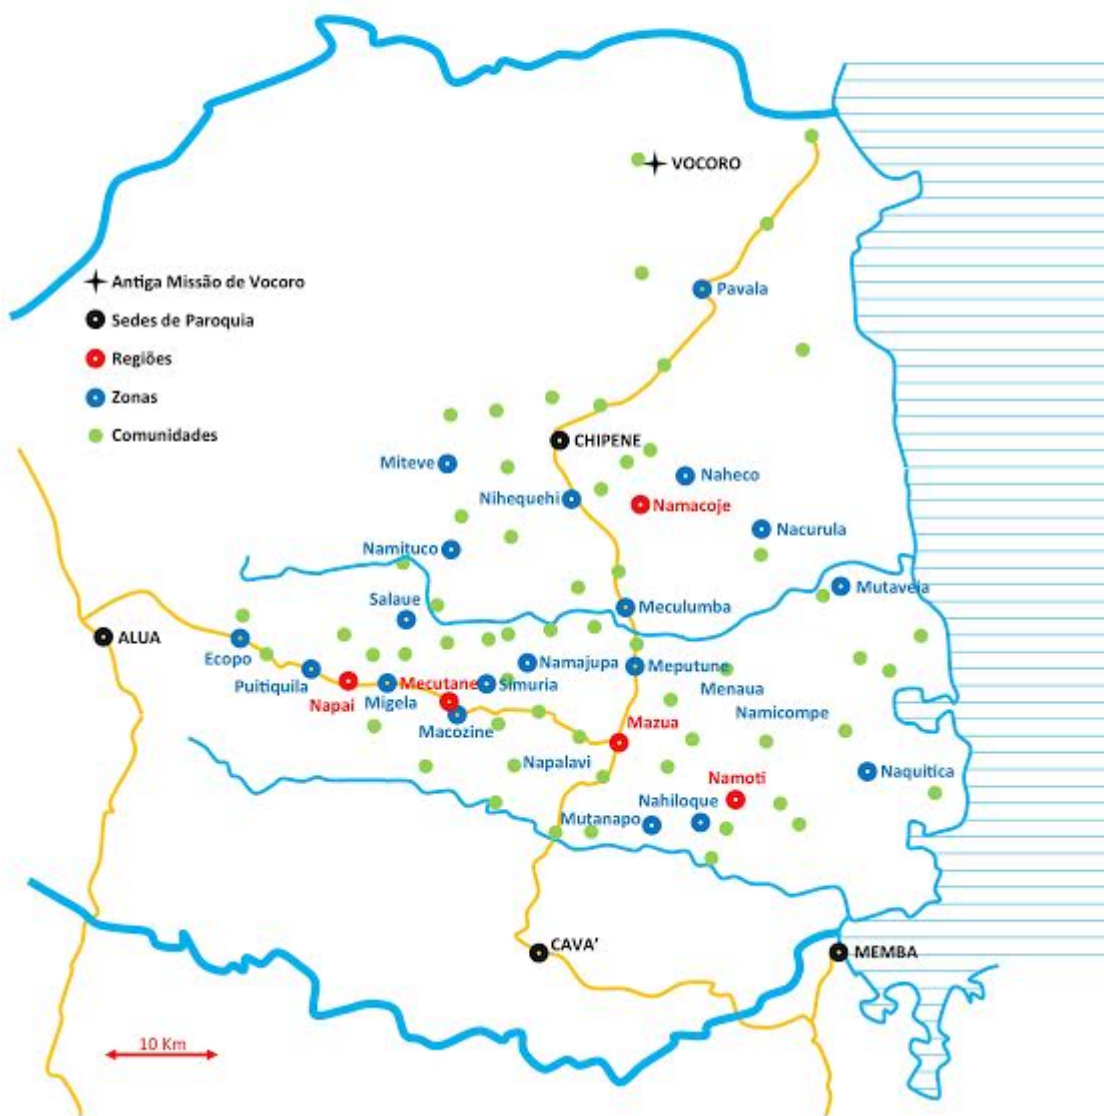 VOCORO
Antiga Missão de Vocoro
Pavala
Sedes de Paroquia
Regiões
Zonas
Comunidades
CHIPENE
Miteve
Naheco
Nihequehi
Namacoje
Nacurula
Namituco
Mutaveia
Salaue
Meculumba
ALUA
Ecopo
Namajupa
Meputune
Puitiquila
Mecutane
Simuria
Menaua
Napai
Migela
Namicompe
Macozine
Mazua
Napalavi
Namoti
Naquitica
Nahiloque
Mutanapo
CAVA'
MEMBA
10 Km